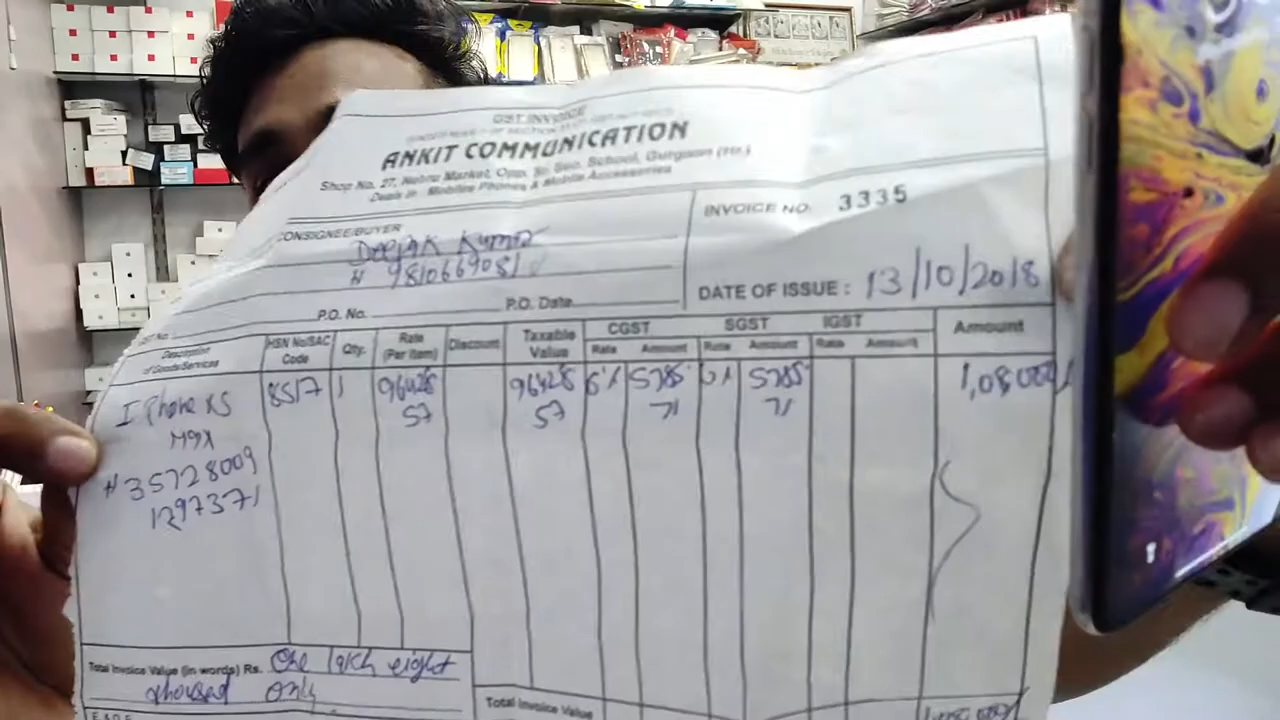 GST INVOICE
ANKIT COMMUNICATION
Shop No. 27, Nehru Market, Opp. Sr. Sec. School, Gurgaon (Hr.)
Deals in : Mobiles Phones & Mobile Accessories
CONSIGNEE/BUYER
Deepak Kumar
9810669081
INVOICE NO. 3335
DATE OF ISSUE : 13/10/2018
P.O. No. P.O. Date
Description of Goods/Services
HSN No/SAC Code
Qty.
Rate (Per Item)
Discount
Taxable Value
CGST
Rate Amount
SGST
Rate Amount
IGST
Rate Amount
Amount
I Phone XS 8517 1 96428 96428 6% 5785 5785 1,08,000
Max 57 57 71 71
35728009
1297371
Total Invoice Value (in words) Rs. One lakh eight
thousand only
Total Invoice Value
E.&O.E.